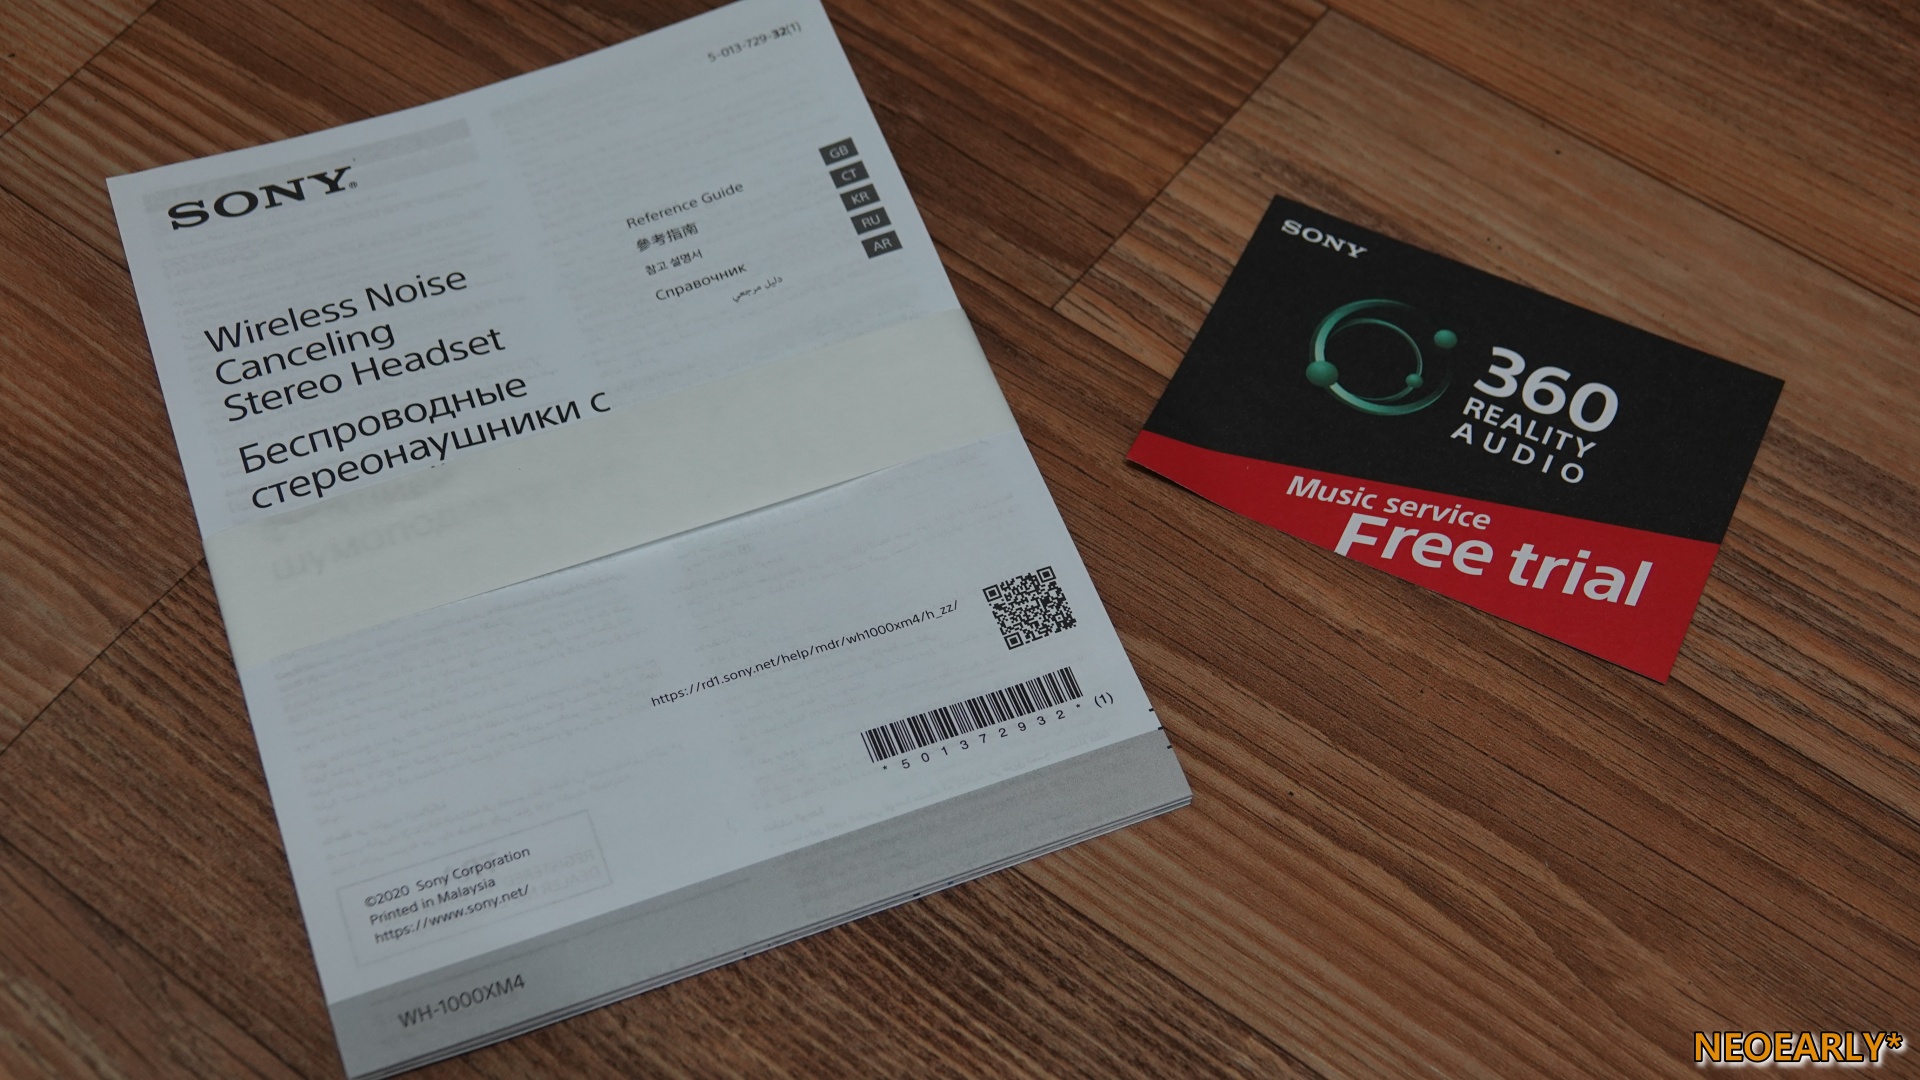 5-013-729-32(1)
SONY®
Reference Guide
參考指南
참고 설명서
Справочник
دليل مرجعي
GB
CT
KR
RU
AR
Wireless Noise
Canceling
Stereo Headset
Беспроводные
стереонаушники с
https://rd1.sony.net/help/mdr/wh1000xm4/h_zz/
*501372932* (1)
©2020 Sony Corporation
Printed in Malaysia
https://www.sony.net/
WH-1000XM4
SONY
360
REALITY
AUDIO
Music service
Free trial
NEOEARLY*